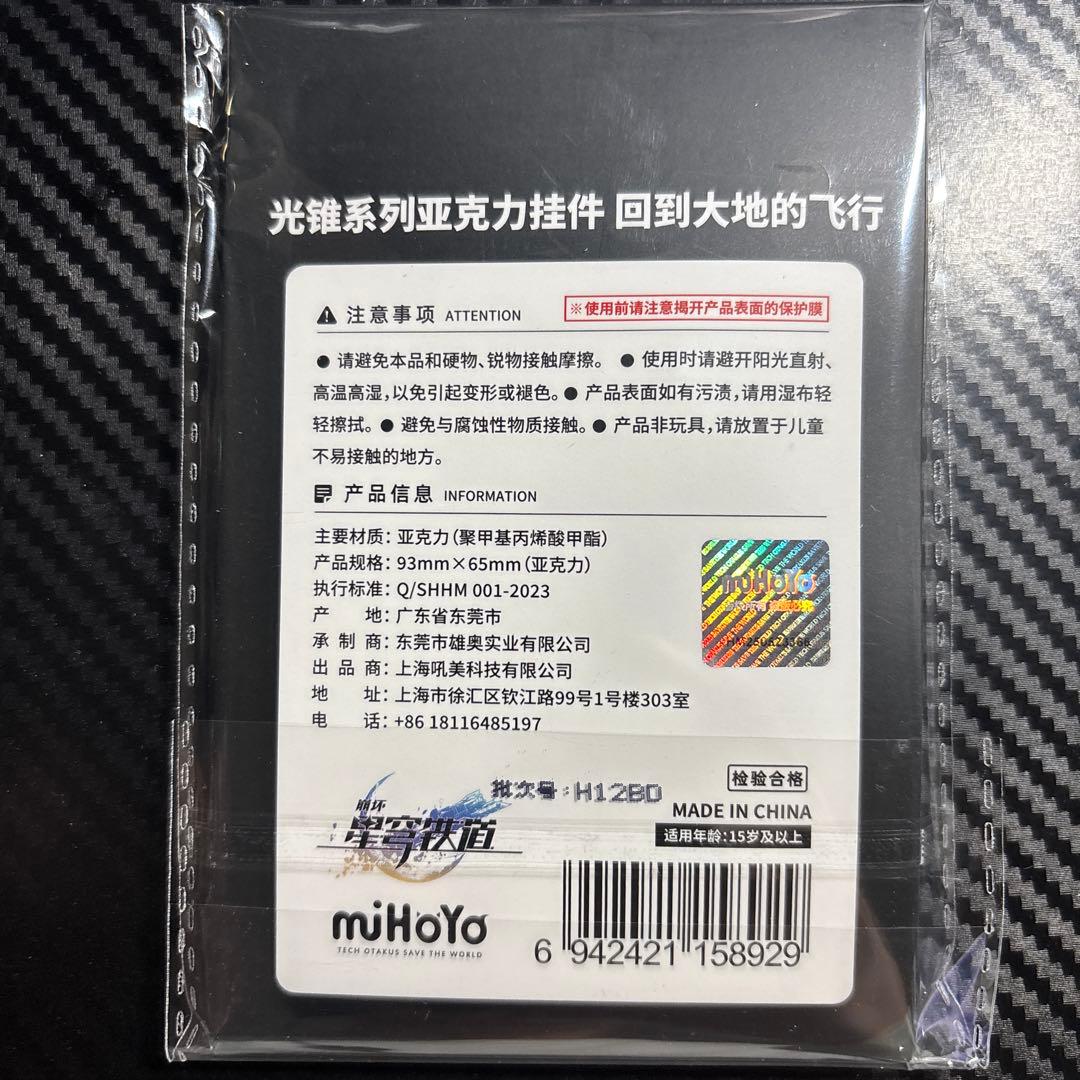 光锥系列亚克力挂件 回到大地的飞行
注意事项 ATTENTION
※使用前请注意揭开产品表面的保护膜
● 请避免本品和硬物、锐物接触摩擦。 ● 使用时请避开阳光直射、
高温高湿,以免引起变形或褪色。● 产品表面如有污渍,请用湿布轻
轻擦拭。● 避免与腐蚀性物质接触。● 产品非玩具,请放置于儿童
不易接触的地方。
产品信息 INFORMATION
主要材质: 亚克力(聚甲基丙烯酸甲酯)
产品规格: 93mm×65mm(亚克力)
执行标准: Q/SHHM 001-2023
产 地: 广东省东莞市
承 制 商: 东莞市雄奥实业有限公司
出 品 商: 上海吼美科技有限公司
地 址: 上海市徐汇区钦江路99号1号楼303室
电 话: +86 18116485197
miHoYo
批次号:H12BD
检验合格
MADE IN CHINA
适用年龄:15岁及以上
崩坏
星穹铁道
miHoYo
TECH OTAKUS SAVE THE WORLD
6 942421 158929